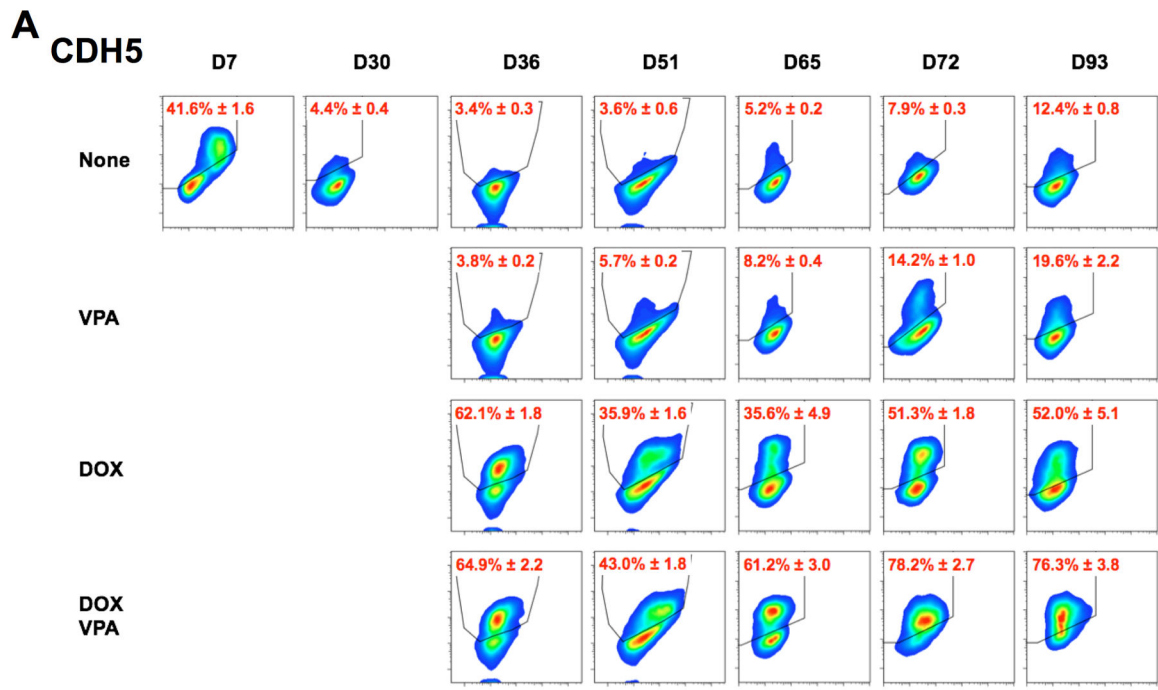 A
CDH5
D7 D30 D36 D51 D65 D72 D93
None 41.6% ± 1.6 4.4% ± 0.4 3.4% ± 0.3 3.6% ± 0.6 5.2% ± 0.2 7.9% ± 0.3 12.4% ± 0.8
VPA 3.8% ± 0.2 5.7% ± 0.2 8.2% ± 0.4 14.2% ± 1.0 19.6% ± 2.2
DOX 62.1% ± 1.8 35.9% ± 1.6 35.6% ± 4.9 51.3% ± 1.8 52.0% ± 5.1
64.9% ± 2.2 43.0% ± 1.8 61.2% ± 3.0 78.2% ± 2.7 76.3% ± 3.8
DOX
VPA